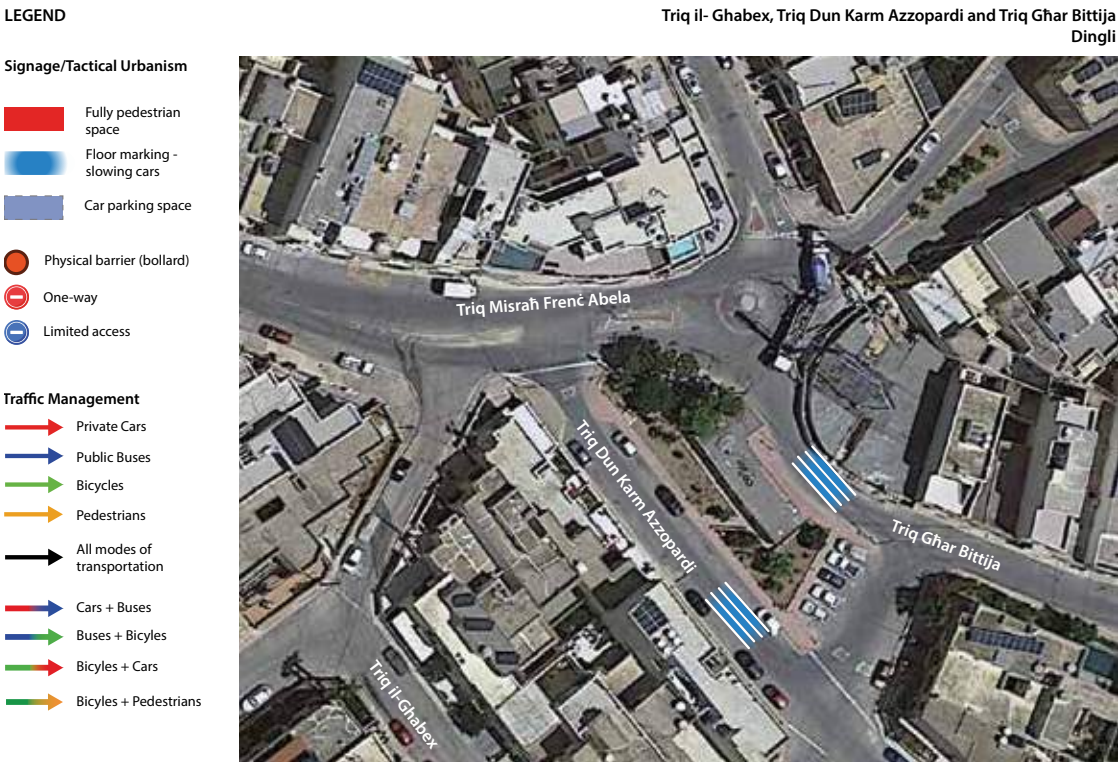 LEGEND
Triq il- Ghabex, Triq Dun Karm Azzopardi and Triq Għar Bittija
Dingli
Signage/Tactical Urbanism
Fully pedestrian
space
Floor marking -
slowing cars
Car parking space
Physical barrier (bollard)
One-way
Limited access
Traffic Management
Private Cars
Public Buses
Bicycles
Pedestrians
All modes of
transportation
Cars + Buses
Buses + Bicyles
Bicyles + Cars
Bicyles + Pedestrians
Triq Misraħ Frenċ Abela
Triq Dun Karm Azzopardi
Triq Għar Bittija
Triq il-Ghabex